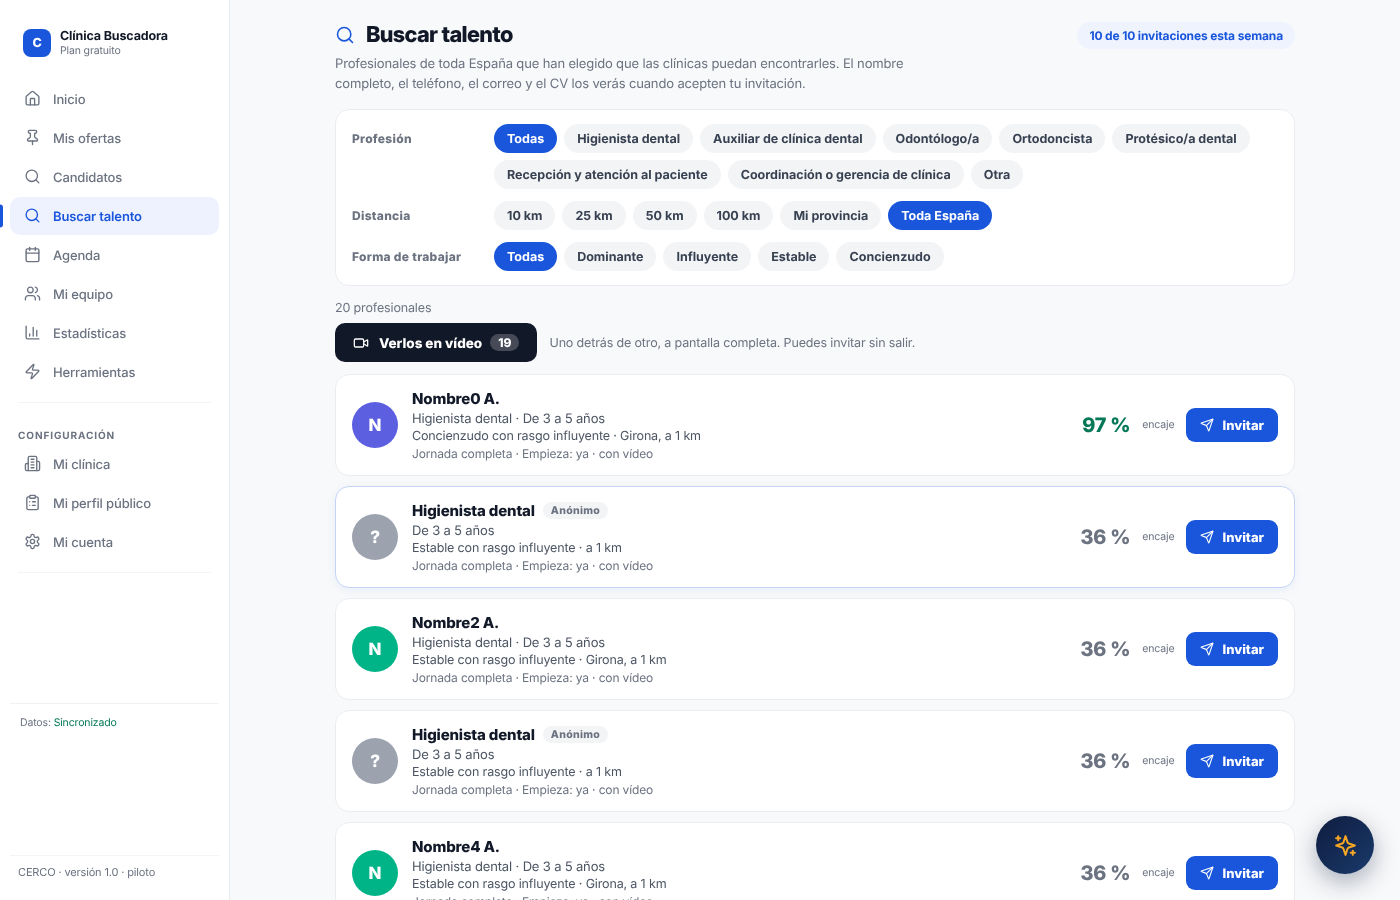 C
Clínica Buscadora
Plan gratuito
Inicio
Mis ofertas
Candidatos
Buscar talento
Agenda
Mi equipo
Estadísticas
Herramientas
CONFIGURACIÓN
Mi clínica
Mi perfil público
Mi cuenta
Datos: Sincronizado
CERCO · versión 1.0 · piloto
Buscar talento
10 de 10 invitaciones esta semana
Profesionales de toda España que han elegido que las clínicas puedan encontrarles. El nombre
completo, el teléfono, el correo y el CV los verás cuando acepten tu invitación.
Profesión
Todas
Higienista dental
Auxiliar de clínica dental
Odontólogo/a
Ortodoncista
Protésico/a dental
Recepción y atención al paciente
Coordinación o gerencia de clínica
Otra
Distancia
10 km
25 km
50 km
100 km
Mi provincia
Toda España
Forma de trabajar
Todas
Dominante
Influyente
Estable
Concienzudo
20 profesionales
Verlos en vídeo 19
Uno detrás de otro, a pantalla completa. Puedes invitar sin salir.
N
Nombre0 A.
Higienista dental · De 3 a 5 años
Concienzudo con rasgo influyente · Girona, a 1 km
Jornada completa · Empieza: ya · con vídeo
97 % encaje
Invitar
?
Higienista dental Anónimo
De 3 a 5 años
Estable con rasgo influyente · a 1 km
Jornada completa · Empieza: ya · con vídeo
36 % encaje
Invitar
N
Nombre2 A.
Higienista dental · De 3 a 5 años
Estable con rasgo influyente · Girona, a 1 km
Jornada completa · Empieza: ya · con vídeo
36 % encaje
Invitar
?
Higienista dental Anónimo
De 3 a 5 años
Estable con rasgo influyente · a 1 km
Jornada completa · Empieza: ya · con vídeo
36 % encaje
Invitar
N
Nombre4 A.
Higienista dental · De 3 a 5 años
Estable con rasgo influyente · Girona, a 1 km
36 % encaje
Invitar